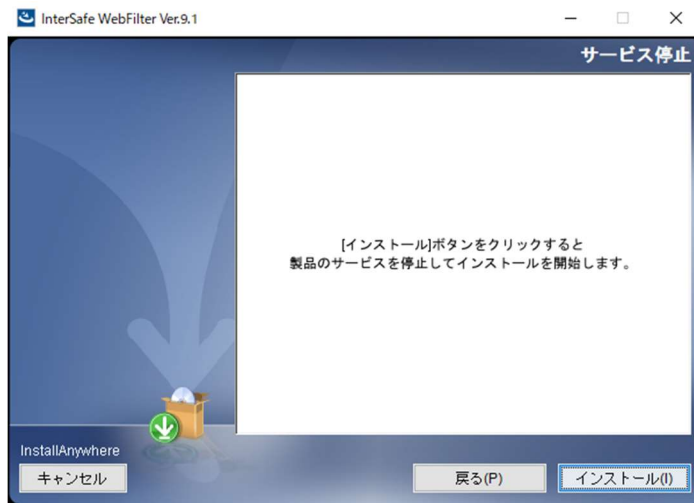 InterSafe WebFilter Ver.9.1
サービス停止
[インストール]ボタンをクリックすると
製品のサービスを停止してインストールを開始します。
InstallAnywhere
キャンセル
戻る(P)
インストール(I)